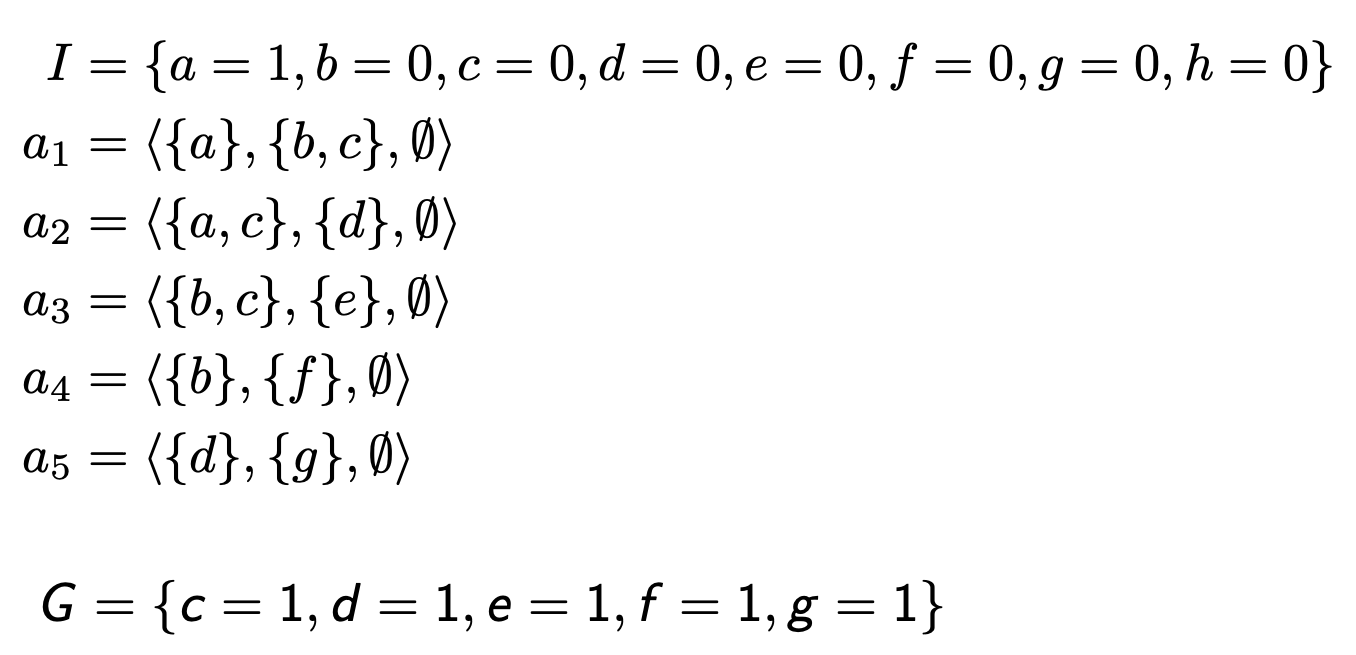 I = {a = 1, b = 0, c = 0, d = 0, e = 0, f = 0, g = 0, h = 0}
a₁ = ⟨{a}, {b, c}, ∅⟩
a₂ = ⟨{a, c}, {d}, ∅⟩
a₃ = ⟨{b, c}, {e}, ∅⟩
a₄ = ⟨{b}, {f}, ∅⟩
a₅ = ⟨{d}, {g}, ∅⟩
G = {c = 1, d = 1, e = 1, f = 1, g = 1}